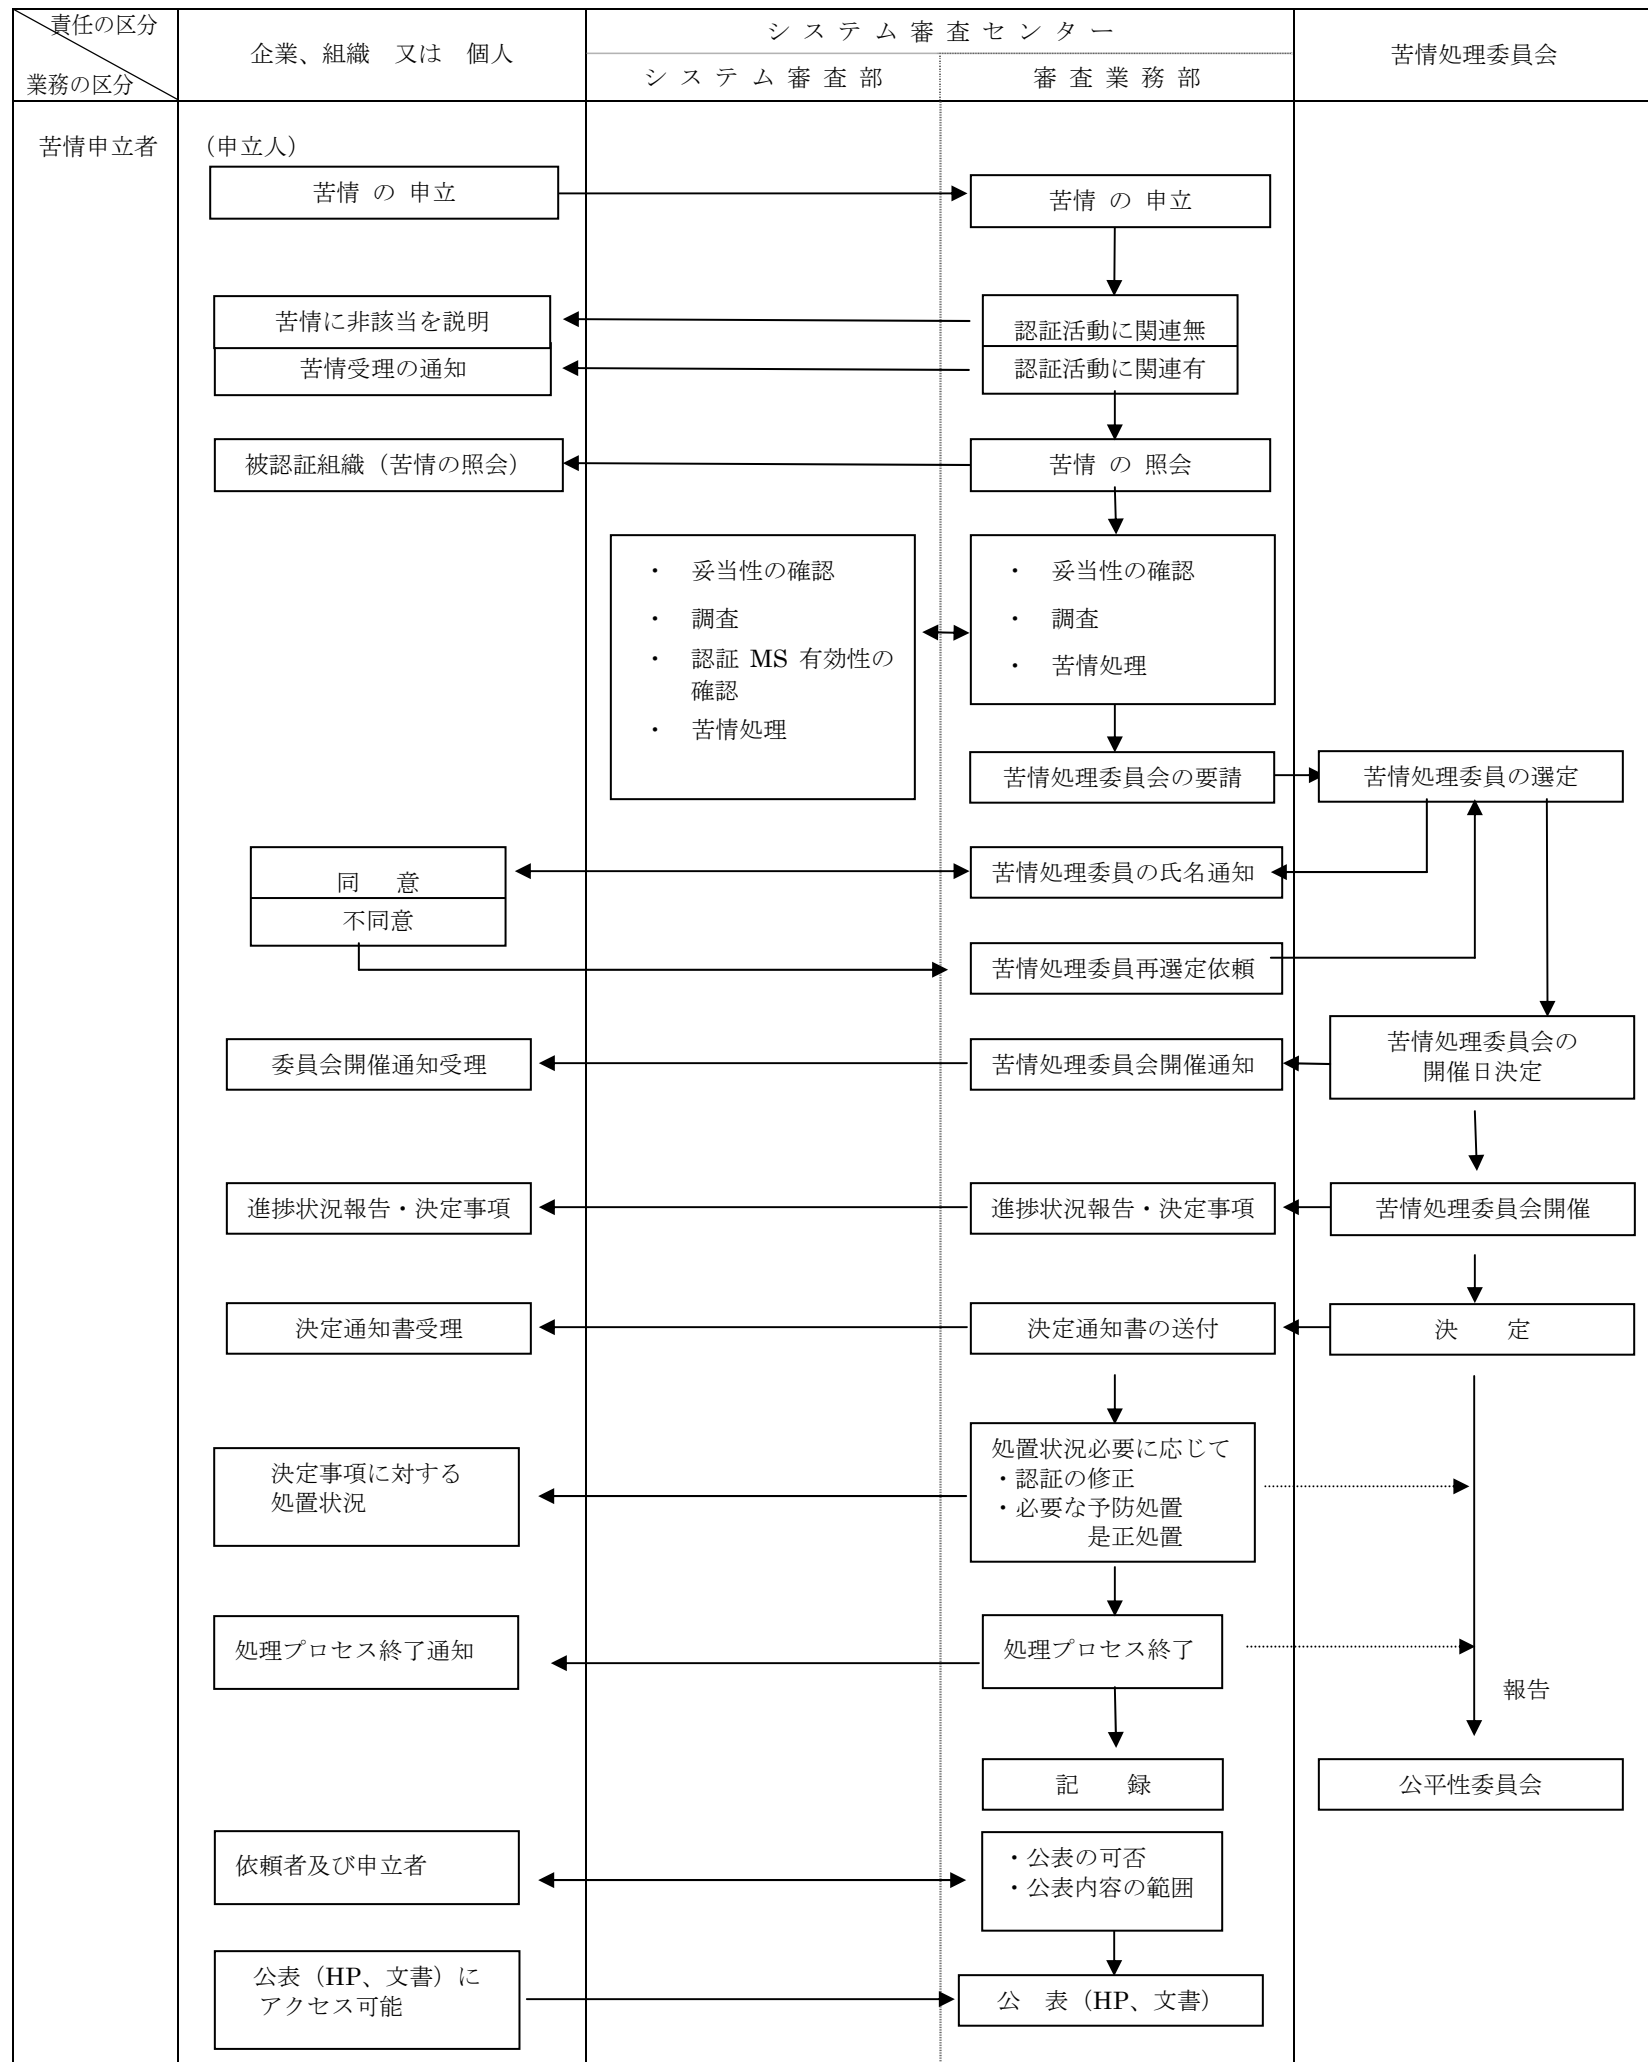 責任の区分
業務の区分
企業、組織 又は 個人
システム審査センター
システム審査部
審査業務部
苦情処理委員会
苦情申立者
(申立人)
苦情 の 申立
苦情 の 申立
苦情に非該当を説明
認証活動に関連無
苦情受理の通知
認証活動に関連有
被認証組織(苦情の照会)
苦情 の 照会
・ 妥当性の確認
・ 調査
・ 認証 MS 有効性の
確認
・ 苦情処理
・ 妥当性の確認
・ 調査
・ 苦情処理
苦情処理委員会の要請
苦情処理委員の選定
同 意
不同意
苦情処理委員の氏名通知
苦情処理委員再選定依頼
委員会開催通知受理
苦情処理委員会開催通知
苦情処理委員会の
開催日決定
進捗状況報告・決定事項
進捗状況報告・決定事項
苦情処理委員会開催
決定通知書受理
決定通知書の送付
決 定
決定事項に対する
処置状況
処置状況必要に応じて
・認証の修正
・必要な予防処置
是正処置
処理プロセス終了通知
処理プロセス終了
報告
記 録
公平性委員会
依頼者及び申立者
・公表の可否
・公表内容の範囲
公表(HP、文書)に
アクセス可能
公 表(HP、文書)